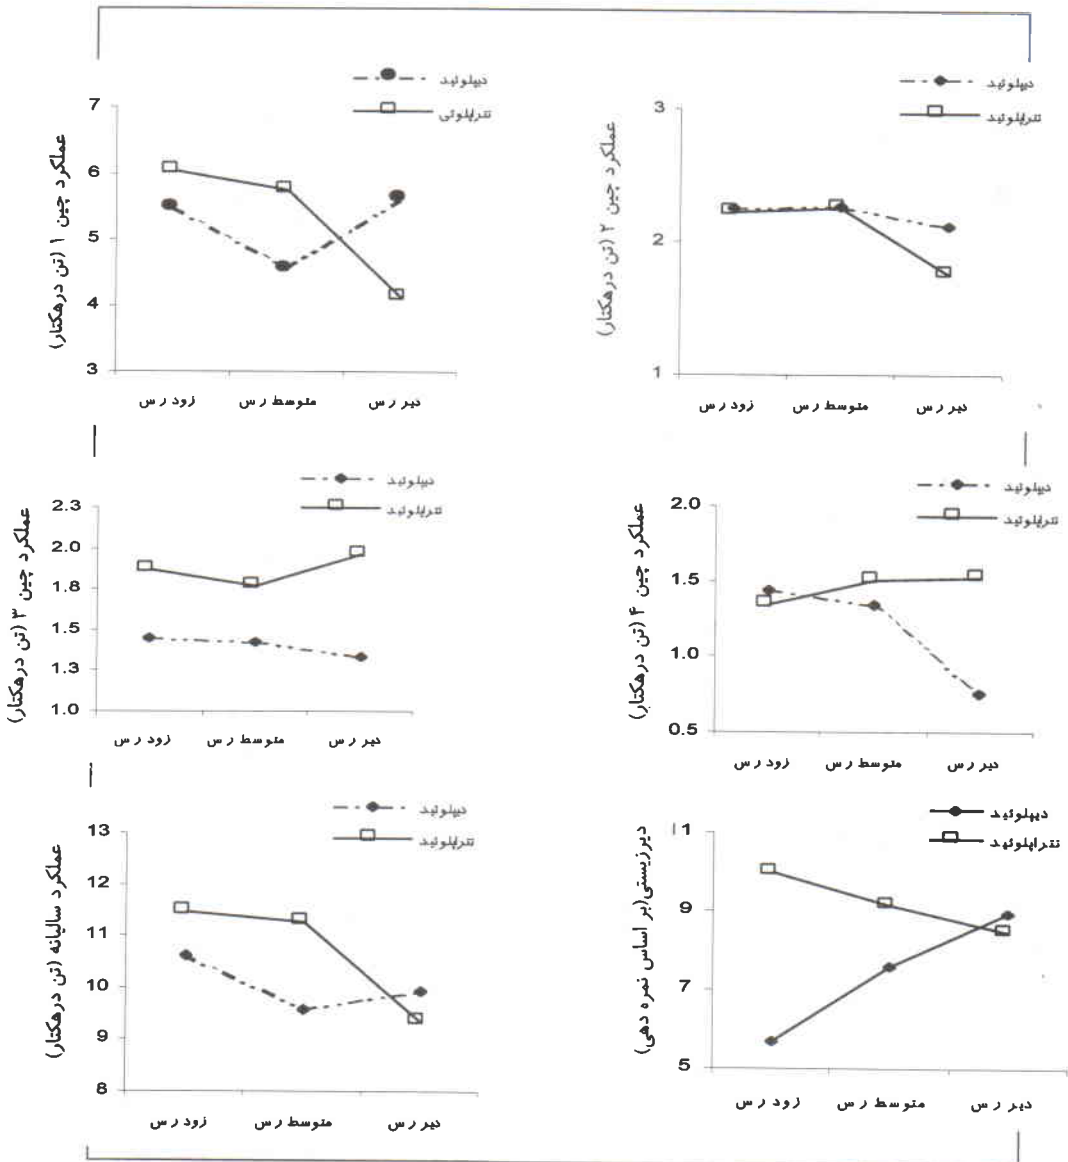 دیپلوئید
تتراپلوئی
عملکرد چین ۱ (تن درهکتار)
7
6
5
4
3
زود رس متوسط رس دیر رس
دیپلوئید
تتراپلوئید
عملکرد چین ۲ (تن درهکتار)
3
2
1
زود رس متوسط رس دیر رس
دیپلوئید
تتراپلوئید
عملکرد چین ۳ (تن درهکتار)
2.3
2.0
1.8
1.5
1.3
1.0
زود رس متوسط رس دیر رس
دیپلوئید
تتراپلوئید
عملکرد چین ۴ (تن درهکتار)
2.0
1.5
1.0
0.5
زود رس متوسط رس دیر رس
دیپلوئید
تتراپلوئید
عملکرد سالیانه (تن درهکتار)
13
12
11
10
9
8
زود رس متوسط رس دیر رس
دیپلوئید
تتراپلوئید
دیرزیستی(بر اساس نمره دهی)
11
9
7
5
زود رس متوسط رس دیر رس